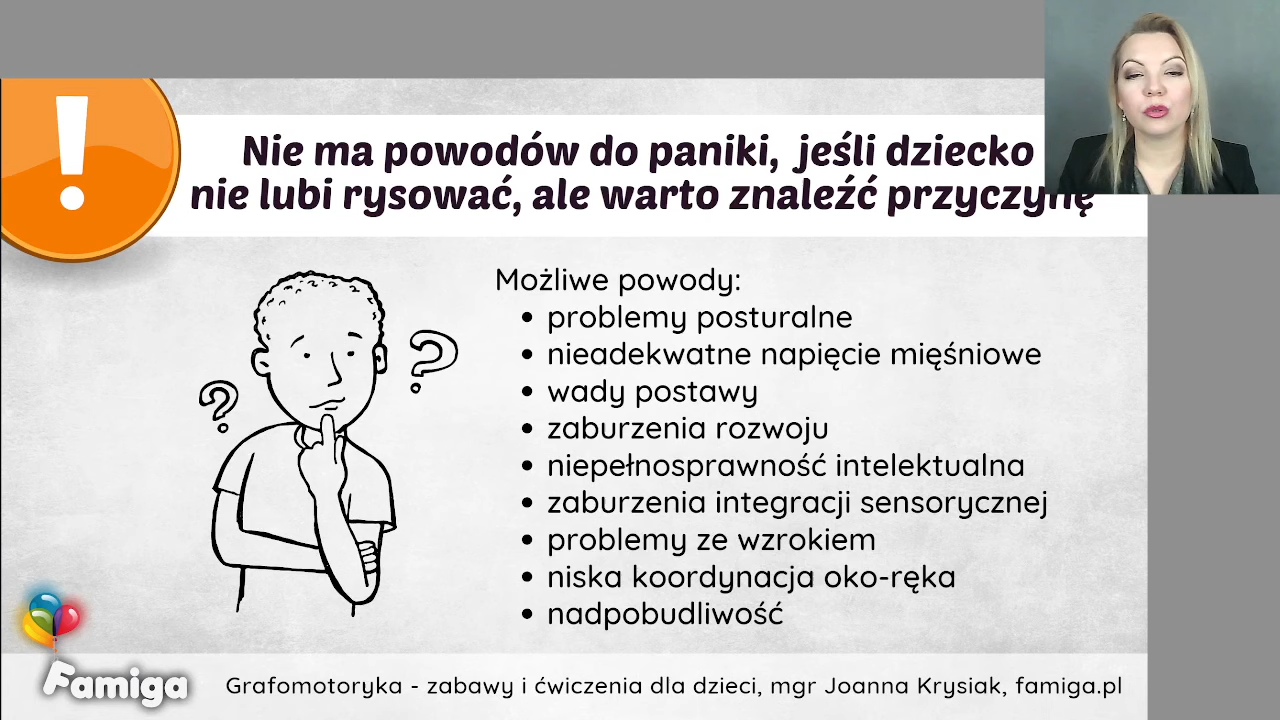 !
Nie ma powodów do paniki, jeśli dziecko
nie lubi rysować, ale warto znaleźć przyczynę
Możliwe powody:
• problemy posturalne
• nieadekwatne napięcie mięśniowe
• wady postawy
• zaburzenia rozwoju
• niepełnosprawność intelektualna
• zaburzenia integracji sensorycznej
• problemy ze wzrokiem
• niska koordynacja oko-ręka
• nadpobudliwość
? ?
Famiga
Grafomotoryka - zabawy i ćwiczenia dla dzieci, mgr Joanna Krysiak, famiga.pl